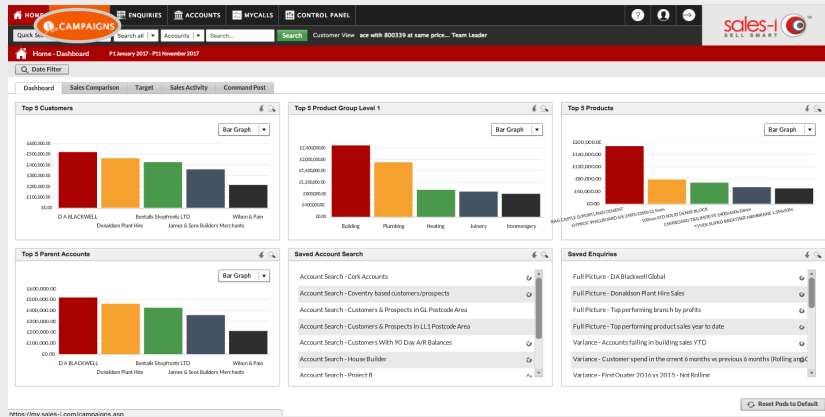 HOME
CAMPAIGNS
ENQUIRIES
ACCOUNTS
MYCALLS
CONTROL PANEL
sales-i
SELL SMART
Search all
Accounts
Search...
Search
Customer View
ace with 800339 at same price... Team Leader
Home - Dashboard
P1 January 2017 - P11 November 2017
Date Filter
Dashboard
Sales Comparison
Target
Sales Activity
Command Post
Top 5 Customers
Bar Graph
£600,000.00
£500,000.00
£400,000.00
£300,000.00
£200,000.00
£100,000.00
£0.00
D A BLACKWELL
Bentalls Shopfronts LTD
Wilson & Pain
Donaldson Plant Hire
James & Sons Builders Merchants
Top 5 Product Group Level 1
Bar Graph
£2,400,000.00
£2,000,000.00
£1,600,000.00
£1,200,000.00
£800,000.00
£400,000.00
£0.00
Building
Plumbing
Heating
Joinery
Ironmongery
Top 5 Products
Bar Graph
£200,000.00
£160,000.00
£120,000.00
£80,000.00
£40,000.00
£0.00
CASTLE O/PORTLAND CEMENT
100mm STD SOLID DENSE BLOCK
Top 5 Parent Accounts
Bar Graph
£600,000.00
£500,000.00
£400,000.00
£300,000.00
£200,000.00
£100,000.00
£0.00
D A BLACKWELL
Bentalls Shopfronts LTD
Wilson & Pain
Donaldson Plant Hire
James & Sons Builders Merchants
Saved Account Search
Account Search - Cork Accounts
Account Search - Coventry based customers/prospects
Account Search - Customers & Prospects in GL Postcode Area
Account Search - Customers & Prospects in LL1 Postcode Area
Account Search - Customers With 90 Day A/R Balances
Account Search - House Builder
Account Search - Project B
Saved Enquiries
Full Picture - DA Blackwell Global
Full Picture - Donaldson Plant Hire Sales
Full Picture - Top performing branch by profits
Full Picture - Top performing product sales year to date
Variance - Accounts falling in building sales YTD
Variance - Customer spend in the crrent 6 months vs previous 6 months (Rolling
Variance - First Quater 2016 vs 2015 - Not Rolling
Reset Pods to Default
https://my.sales-i.com/campaigns.asp